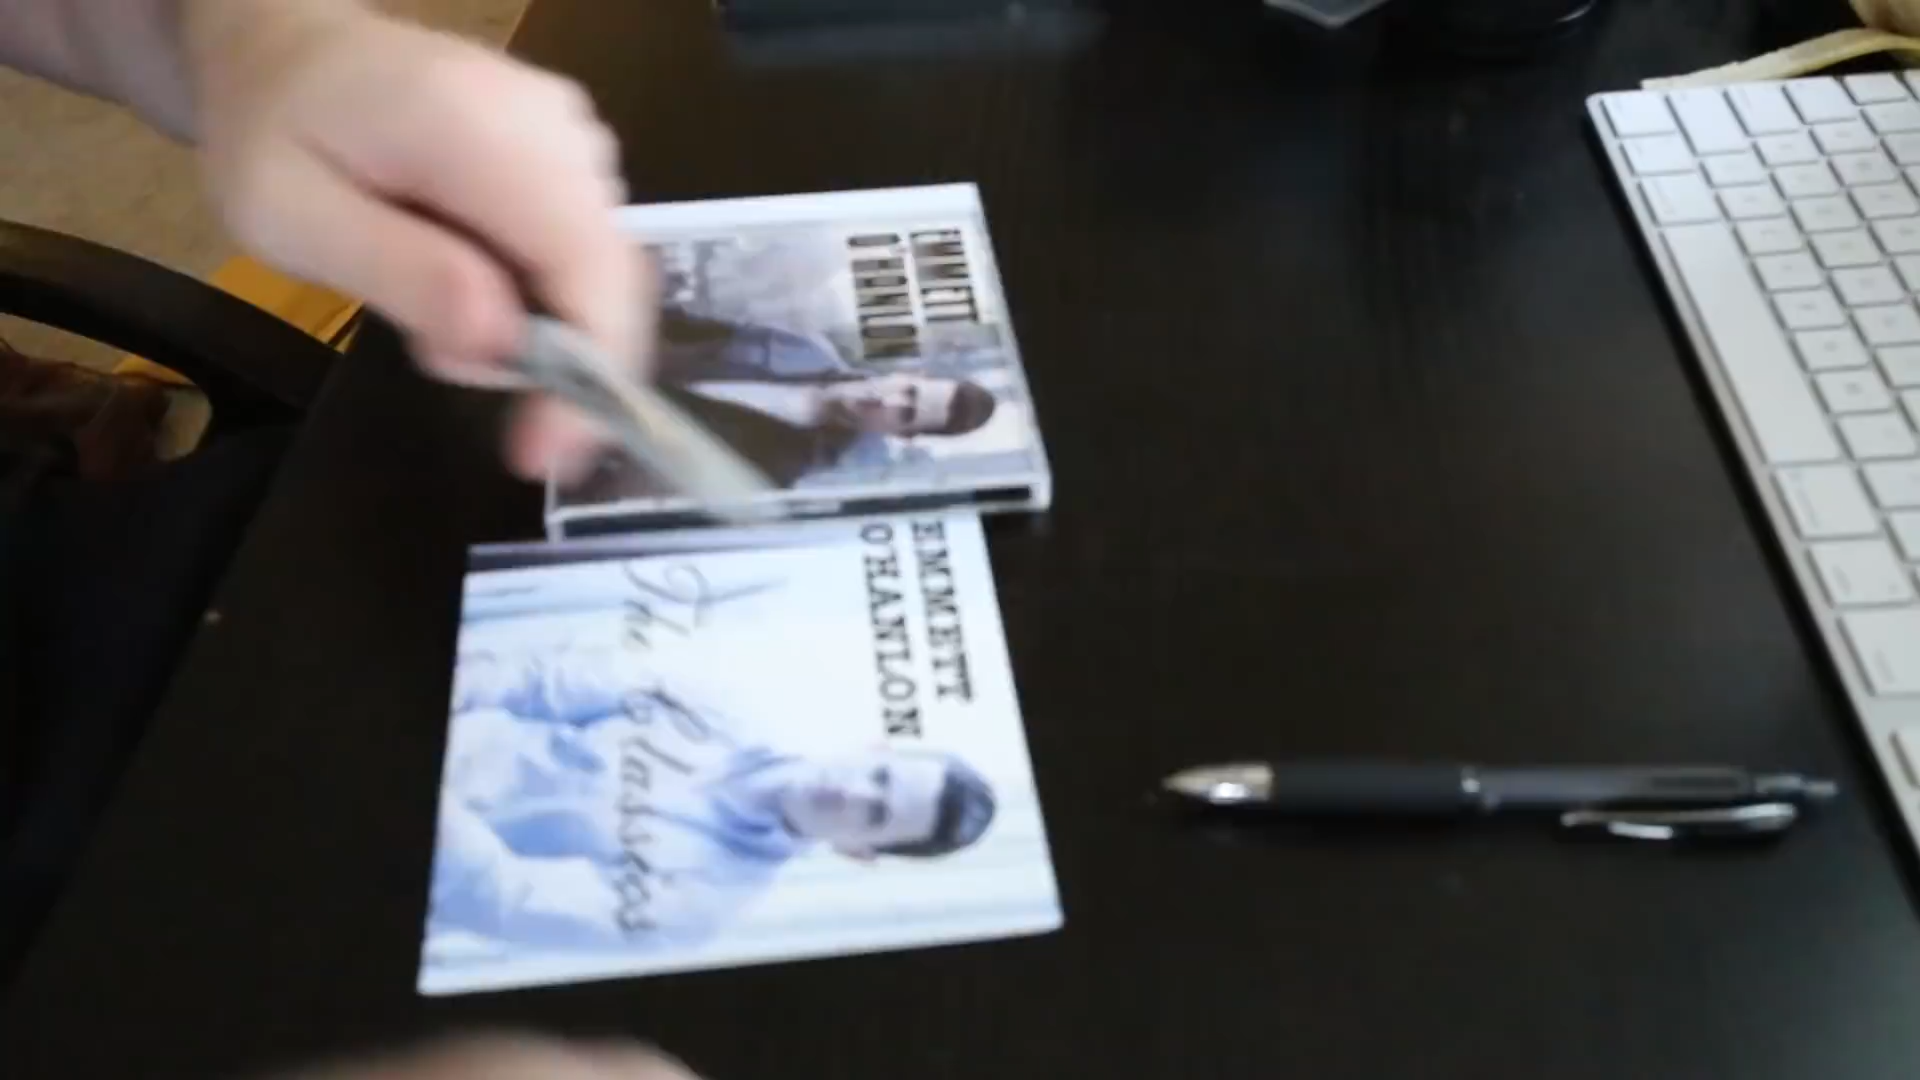 EMMETT
O'HANLON
EMMETT
O'HANLON
The Classics